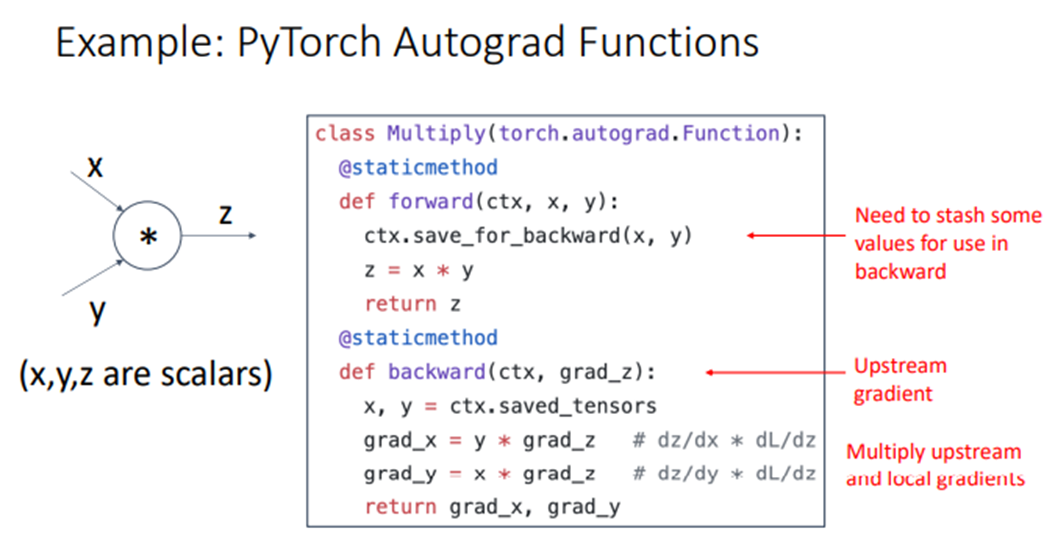 Example: PyTorch Autograd Functions
x
z
*
y
(x,y,z are scalars)
class Multiply(torch.autograd.Function):
@staticmethod
def forward(ctx, x, y):
ctx.save_for_backward(x, y)
z = x * y
return z
@staticmethod
def backward(ctx, grad_z):
x, y = ctx.saved_tensors
grad_x = y * grad_z # dz/dx * dL/dz
grad_y = x * grad_z # dz/dy * dL/dz
return grad_x, grad_y
Need to stash some
values for use in
backward
Upstream
gradient
Multiply upstream
and local gradients